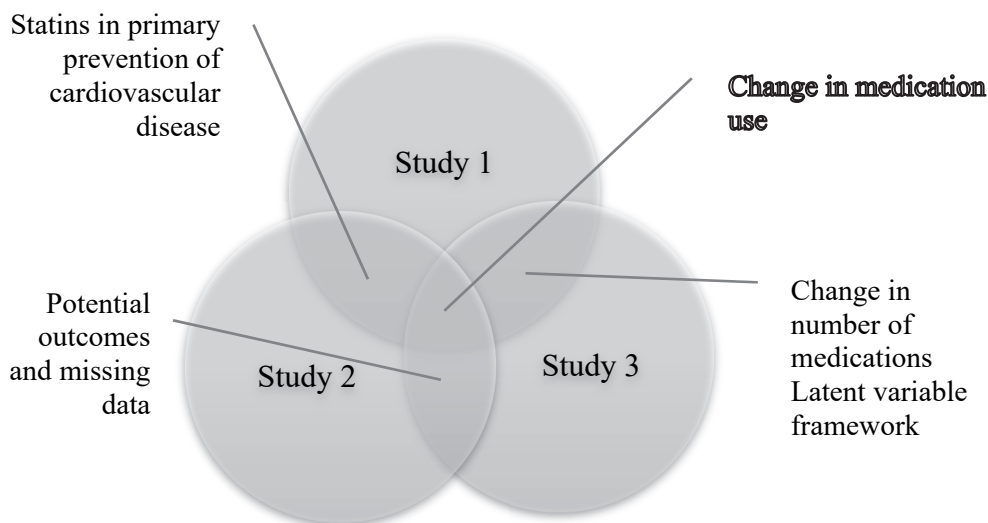 Statins in primary
prevention of
cardiovascular
disease
Change in medication
use
Study 1
Potential
outcomes
and missing
data
Study 2
Study 3
Change in
number of
medications
Latent variable
framework